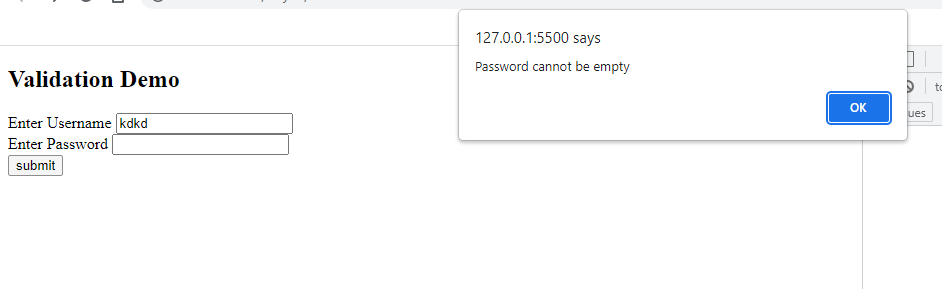 127.0.0.1:5500 says
Password cannot be empty
OK
Validation Demo
Enter Username kdkd
Enter Password
submit